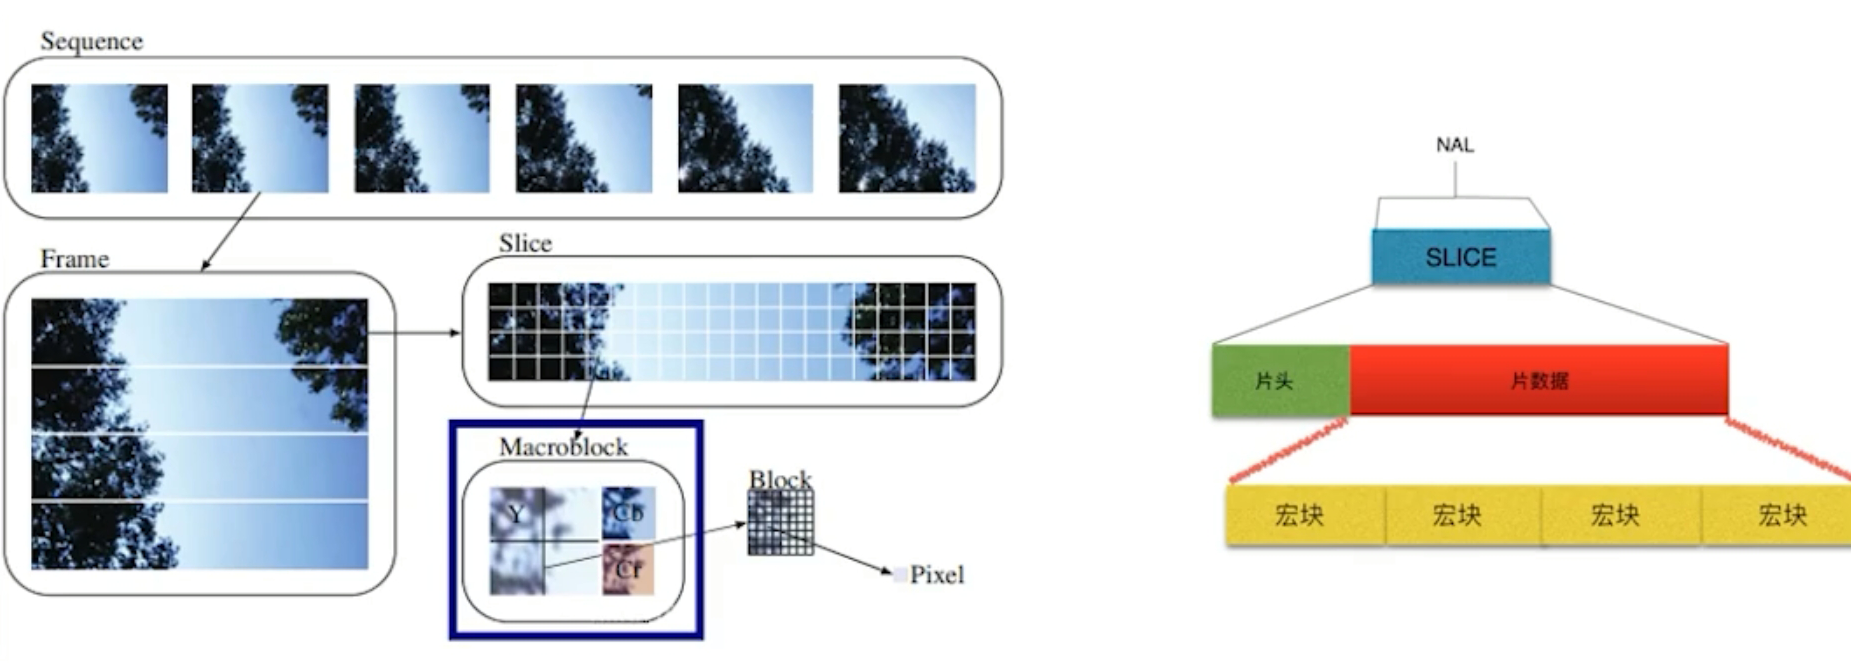 Sequence
Frame
Slice
Macroblock
Y
Cb
Cr
Block
Pixel
NAL
SLICE
片头
片数据
宏块
宏块
宏块
宏块